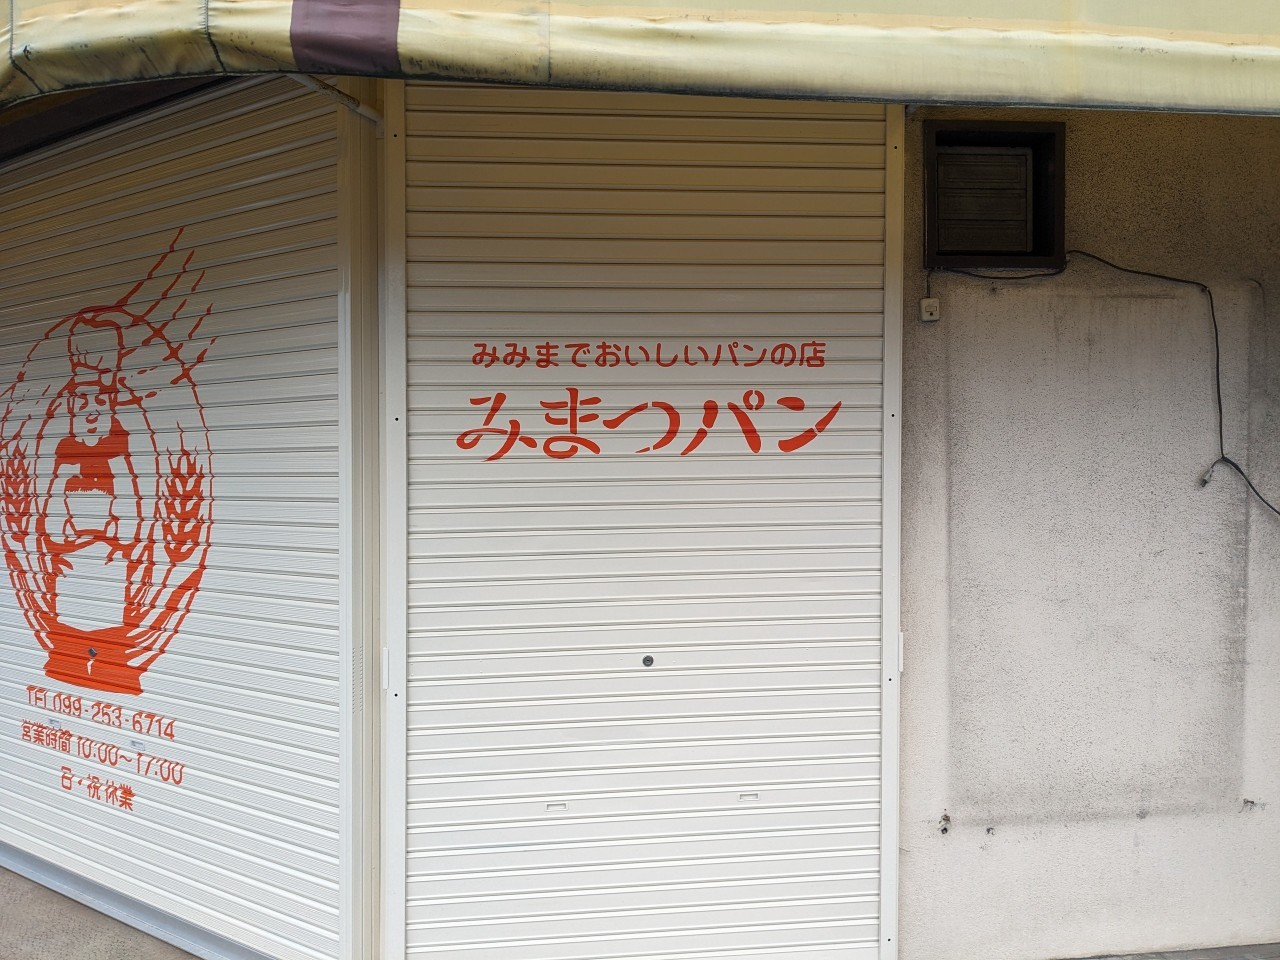 みみまでおいしいパンの店
みまつパン
TEL 099-253-6714
営業時間 10:00〜17:00
日・祝 休業